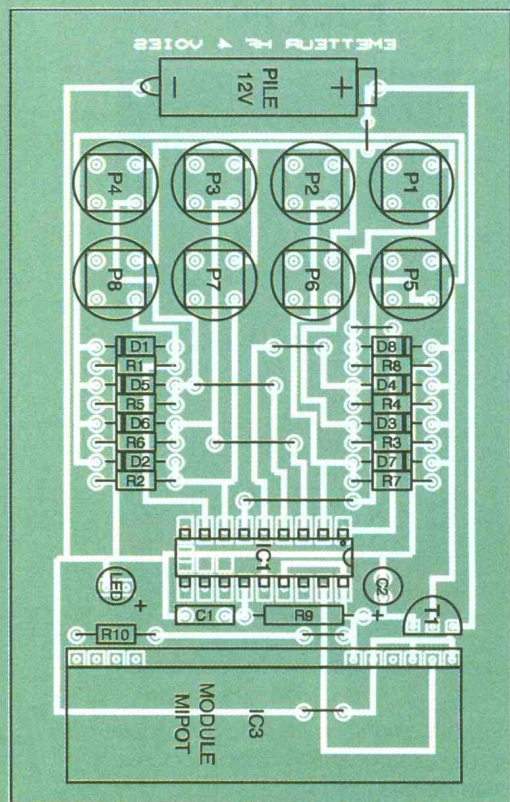 EMETTEUR HF 4 VOIES
- PILE 12V +
P4 P3 P2 P1
P8 P7 P6 P5
D1 D8
R1 R8
D5 D4
R5 R4
D6 D3
R6 R3
D2 D7
R2 R7
IC1
LED + C1 R9 + C2 T1
R10
IC3
MODULE
MIPOT